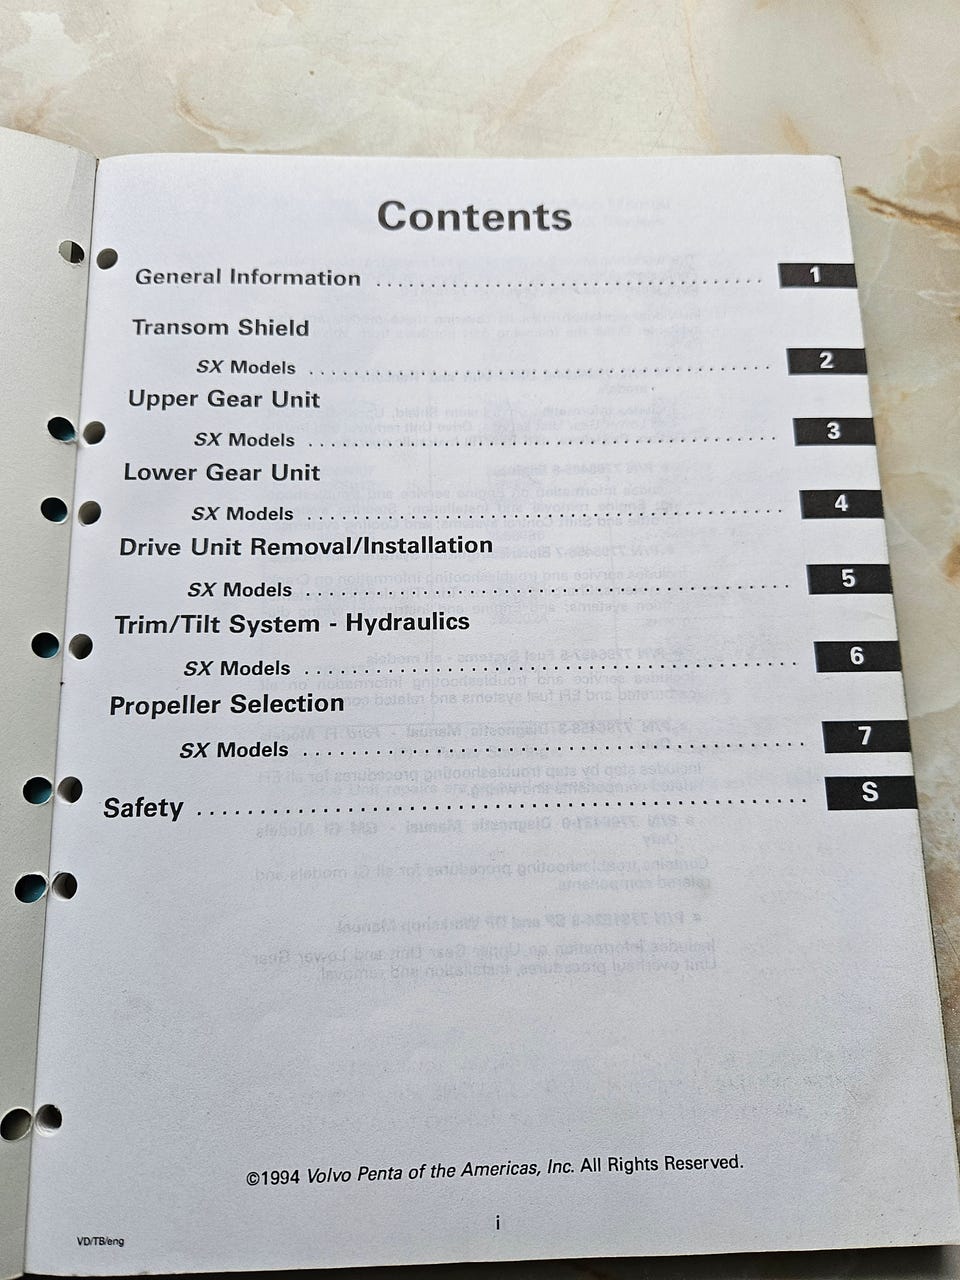 Contents
General Information . . . . . . . . . . . . . . . . . . . . . . . . . . . . . . . . . . . . . . . 1
Transom Shield
SX Models . . . . . . . . . . . . . . . . . . . . . . . . . . . . . . . . . . . . . . . . . . . . . . 2
Upper Gear Unit
SX Models . . . . . . . . . . . . . . . . . . . . . . . . . . . . . . . . . . . . . . . . . . . . . . 3
Lower Gear Unit
SX Models . . . . . . . . . . . . . . . . . . . . . . . . . . . . . . . . . . . . . . . . . . . . . . 4
Drive Unit Removal/Installation
SX Models . . . . . . . . . . . . . . . . . . . . . . . . . . . . . . . . . . . . . . . . . . . . . . 5
Trim/Tilt System - Hydraulics
SX Models . . . . . . . . . . . . . . . . . . . . . . . . . . . . . . . . . . . . . . . . . . . . . . 6
Propeller Selection
SX Models . . . . . . . . . . . . . . . . . . . . . . . . . . . . . . . . . . . . . . . . . . . . . . 7
Safety . . . . . . . . . . . . . . . . . . . . . . . . . . . . . . . . . . . . . . . . . . . . . . . . . . . . . . S
©1994 Volvo Penta of the Americas, Inc. All Rights Reserved.
i
VD/TB/eng